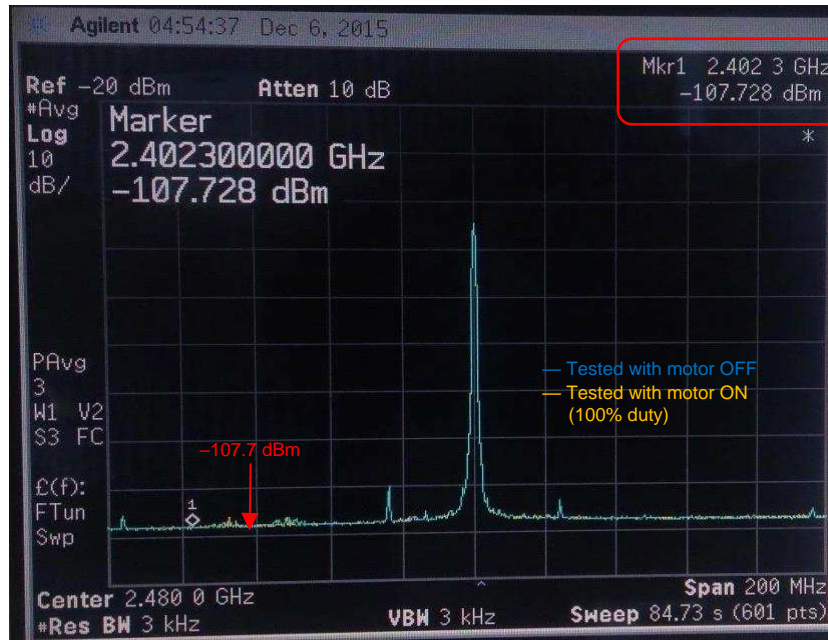 Agilent 04:54:37 Dec 6, 2015
Mkr1 2.402 3 GHz
Ref −20 dBm Atten 10 dB −107.728 dBm
#Avg
Log
10
dB/
Marker
2.402300000 GHz
−107.728 dBm
*
PAvg
3
W1 V2
S3 FC
— Tested with motor OFF
— Tested with motor ON
(100% duty)
−107.7 dBm
£(f):
FTun
Swp
1
Center 2.480 0 GHz Span 200 MHz
#Res BW 3 kHz VBW 3 kHz Sweep 84.73 s (601 pts)